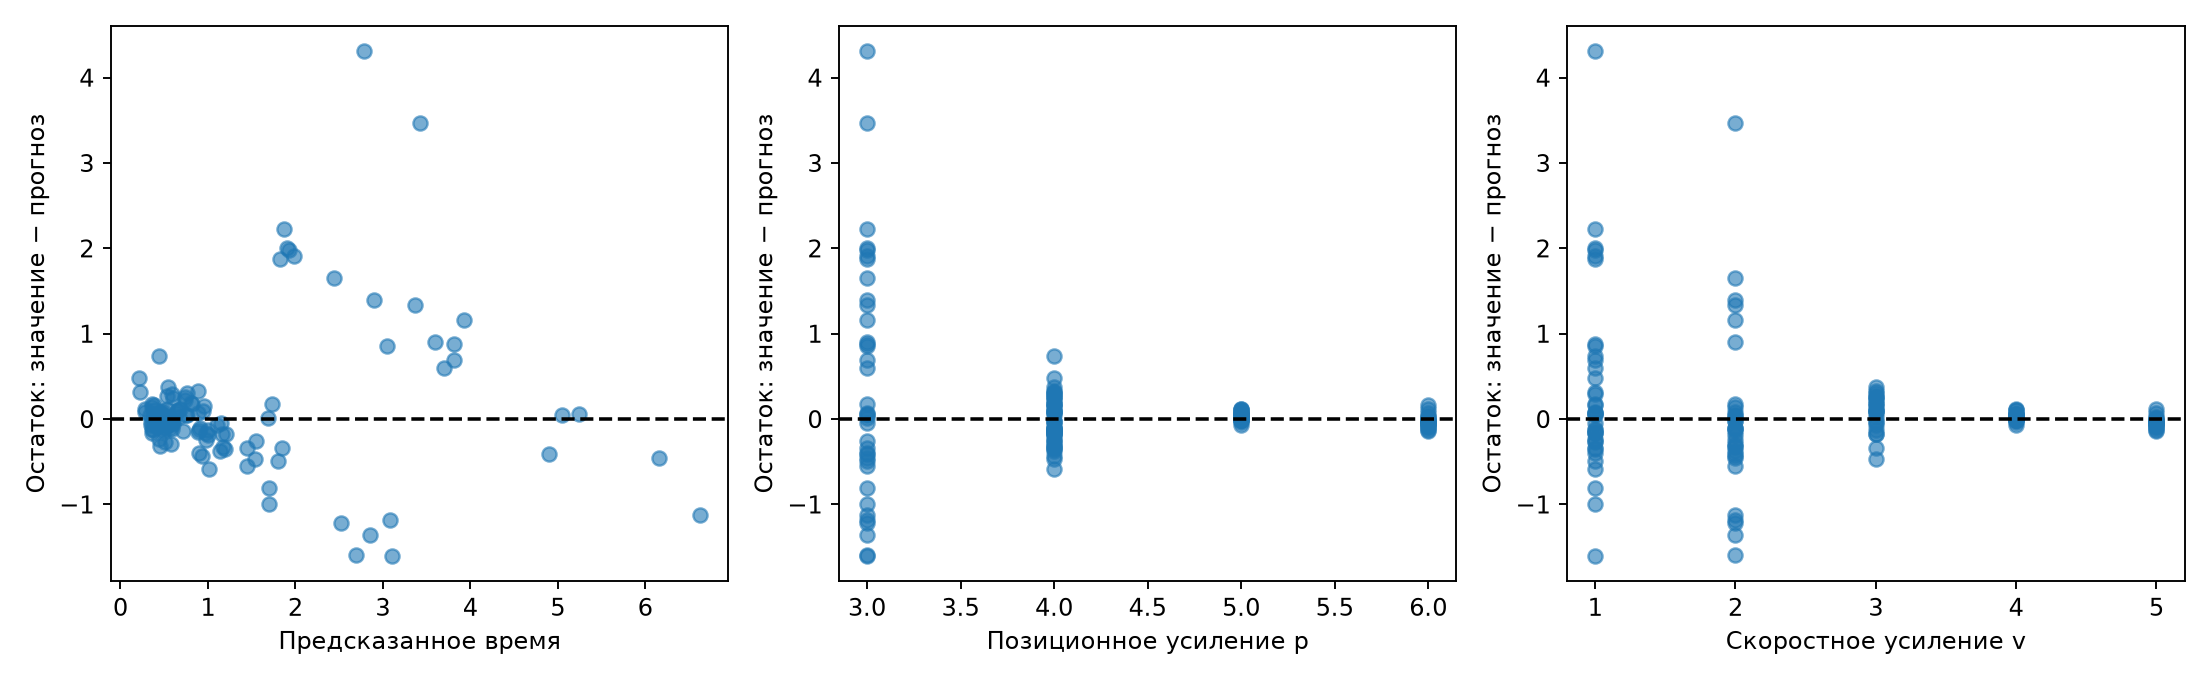 Остаток: значение − прогноз
4
3
2
1
0
−1
0 1 2 3 4 5 6
Предсказанное время
Остаток: значение − прогноз
4
3
2
1
0
−1
3.0 3.5 4.0 4.5 5.0 5.5 6.0
Позиционное усиление p
Остаток: значение − прогноз
4
3
2
1
0
−1
1 2 3 4 5
Скоростное усиление v